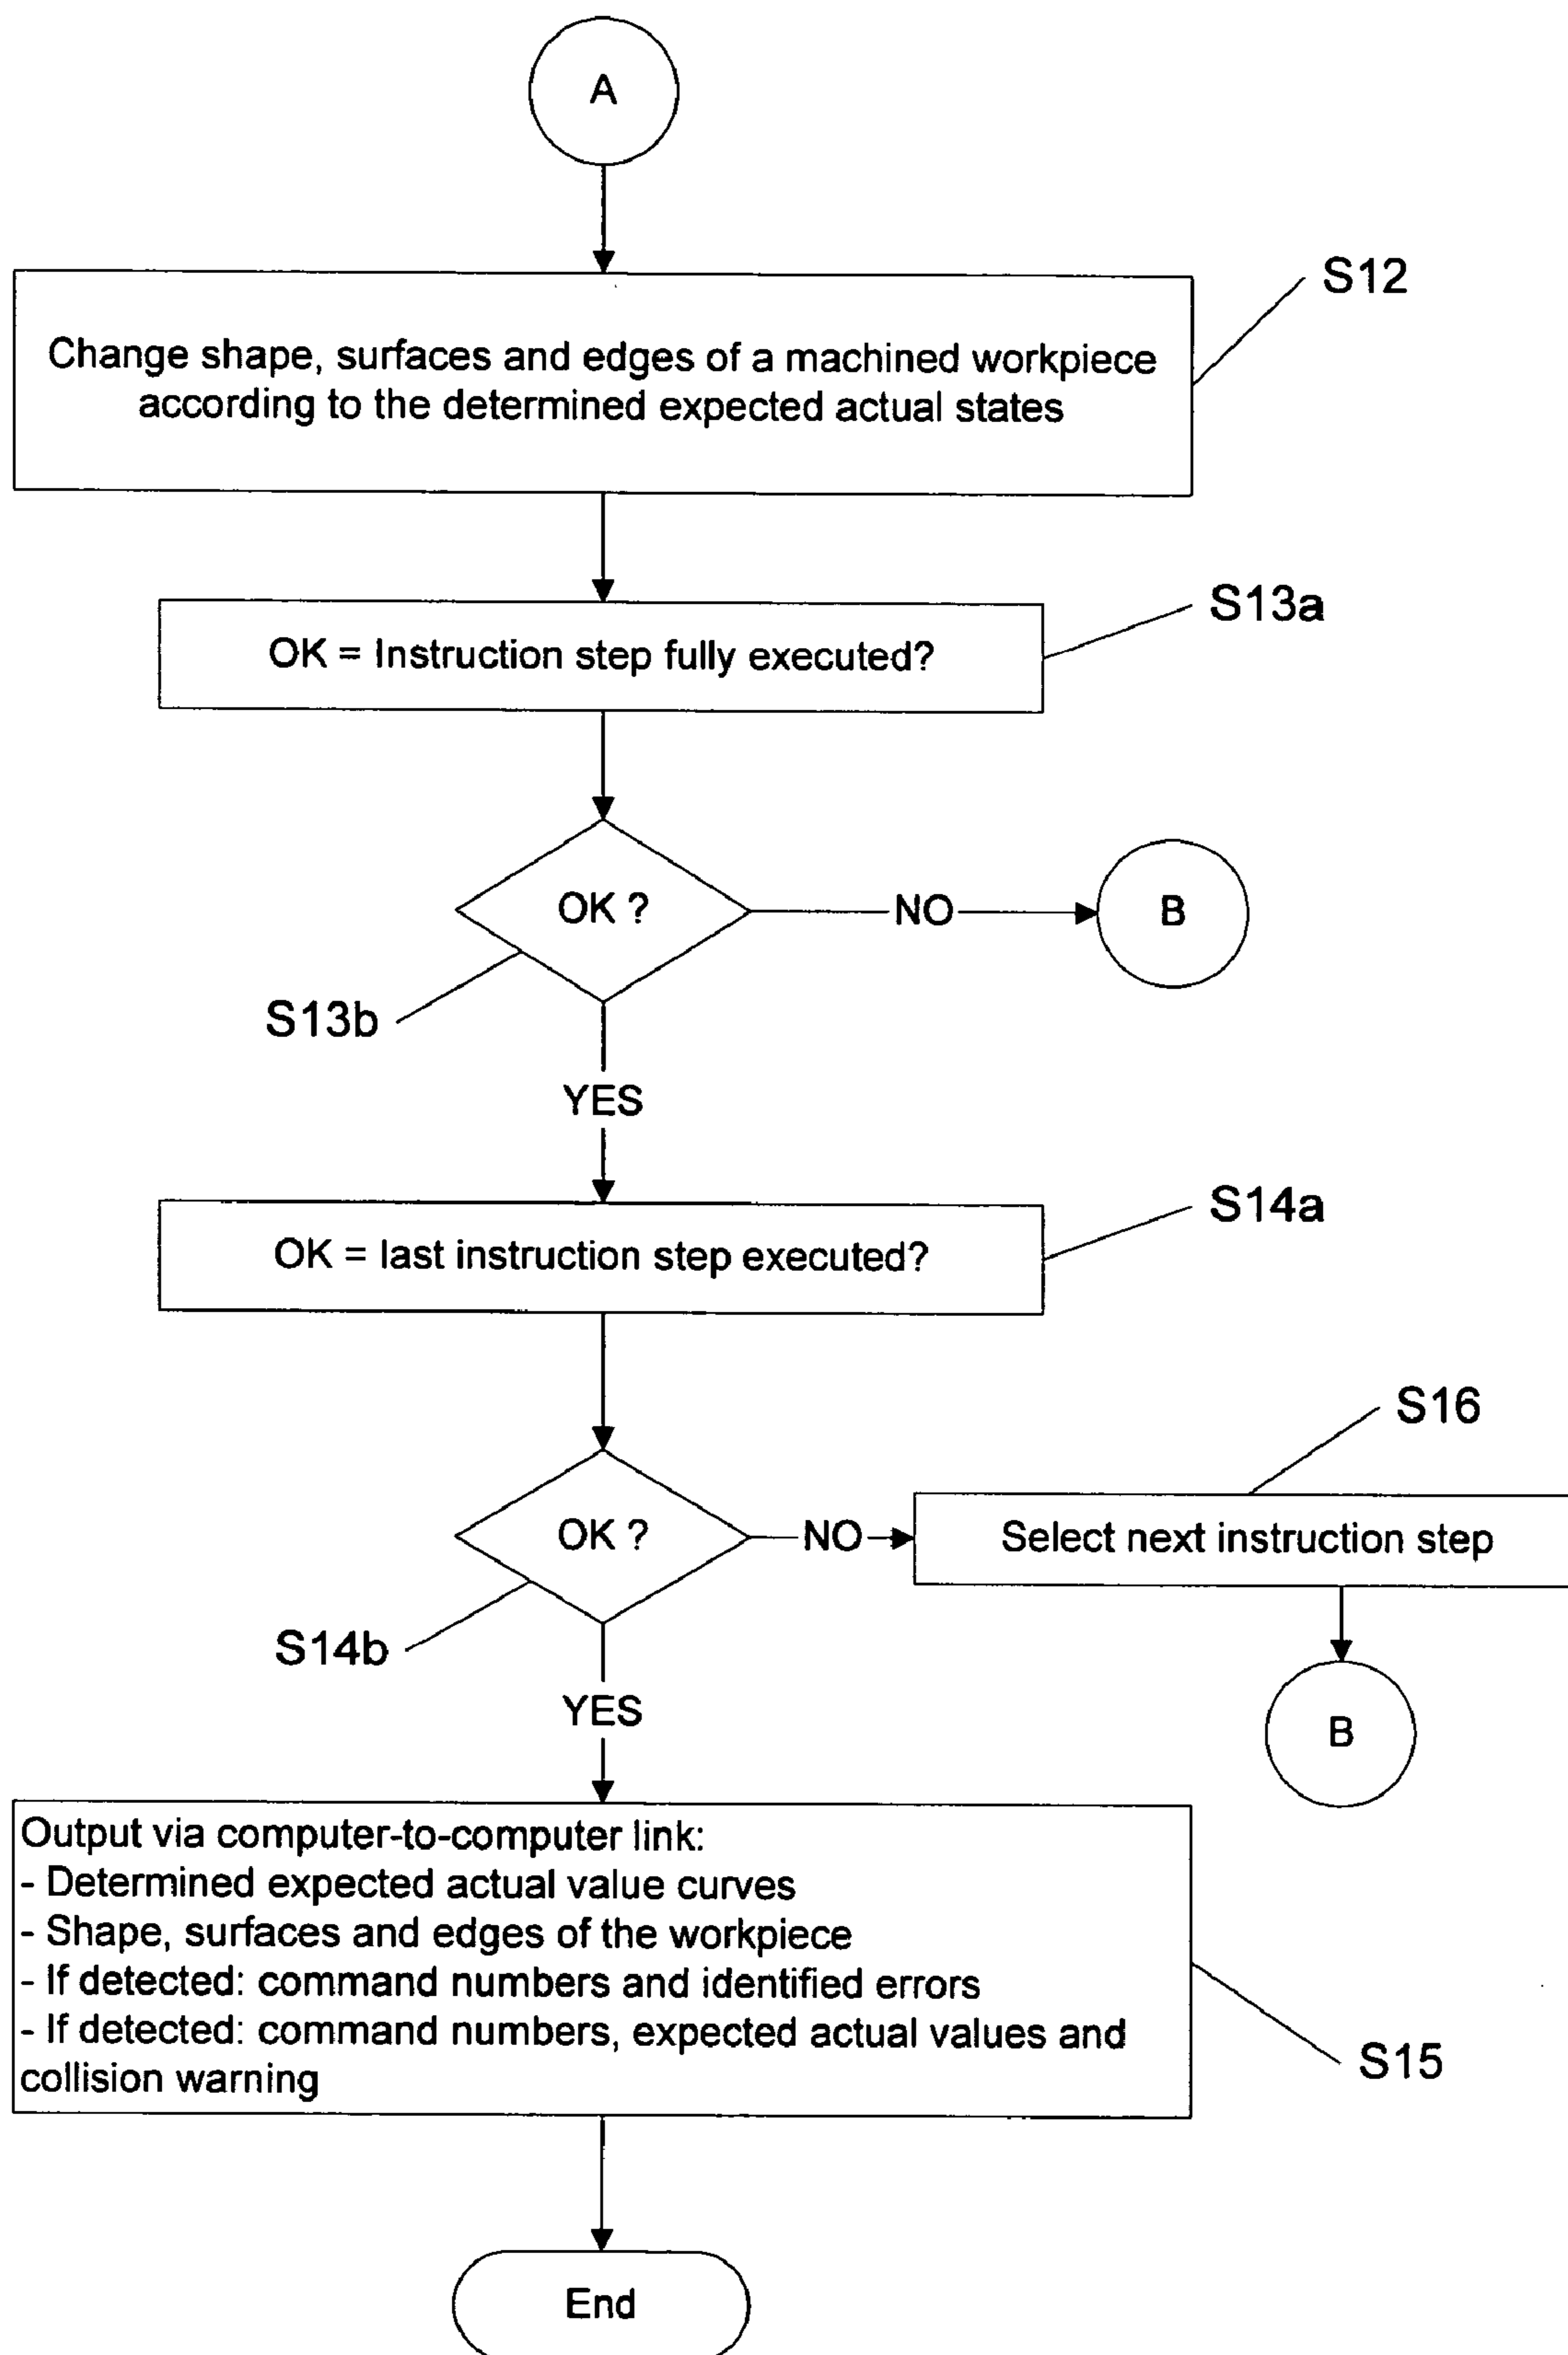 A
S12
Change shape, surfaces and edges of a machined workpiece
according to the determined expected actual states
S13a
OK = Instruction step fully executed?
OK ?
NO
B
S13b
YES
S14a
OK = last instruction step executed?
S16
OK ?
NO
Select next instruction step
S14b
YES
B
Output via computer-to-computer link:
- Determined expected actual value curves
- Shape, surfaces and edges of the workpiece
- If detected: command numbers and identified errors
- If detected: command numbers, expected actual values and
collision warning
S15
End